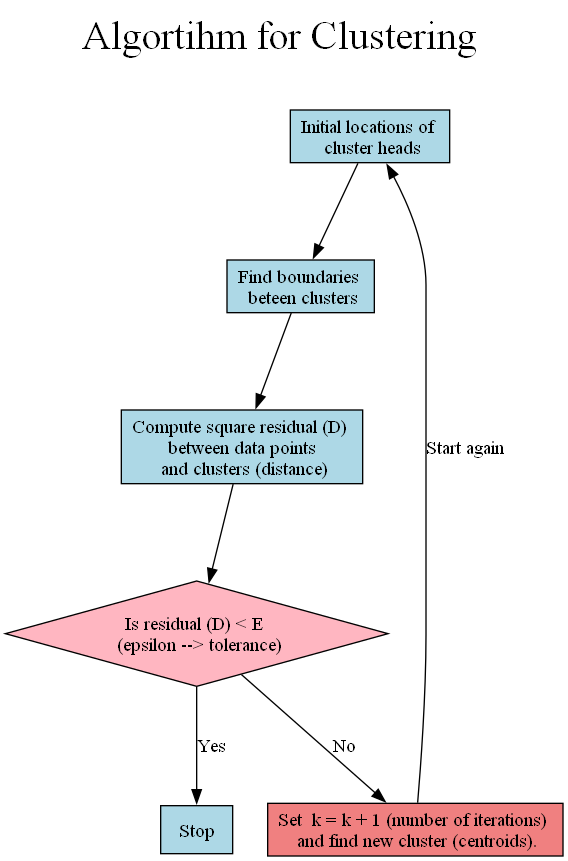 Algortihm for Clustering
Initial locations of
cluster heads
Find boundaries
beteen clusters
Compute square residual (D)
between data points
and clusters (distance)
Start again
Is residual (D) < E
(epsilon --> tolerance)
Yes
No
Stop
Set k = k + 1 (number of iterations)
and find new cluster (centroids).